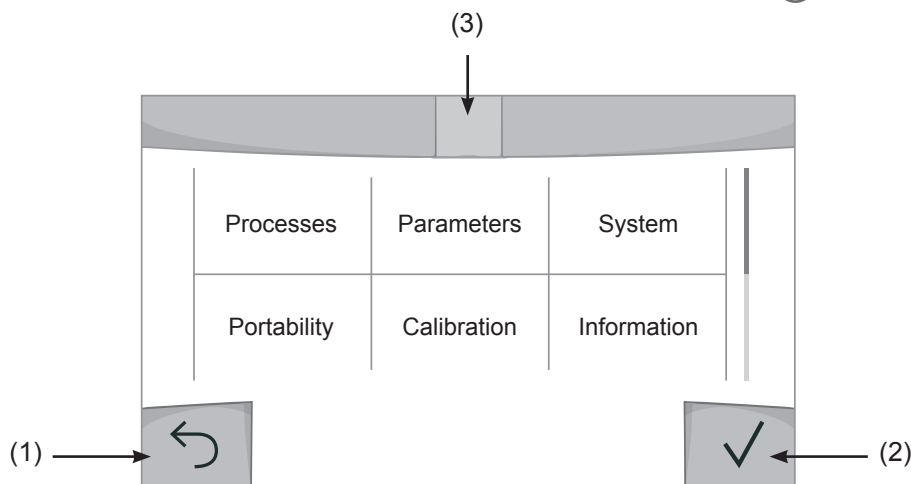 (3)
Processes Parameters System
Portability Calibration Information
(1) (2)